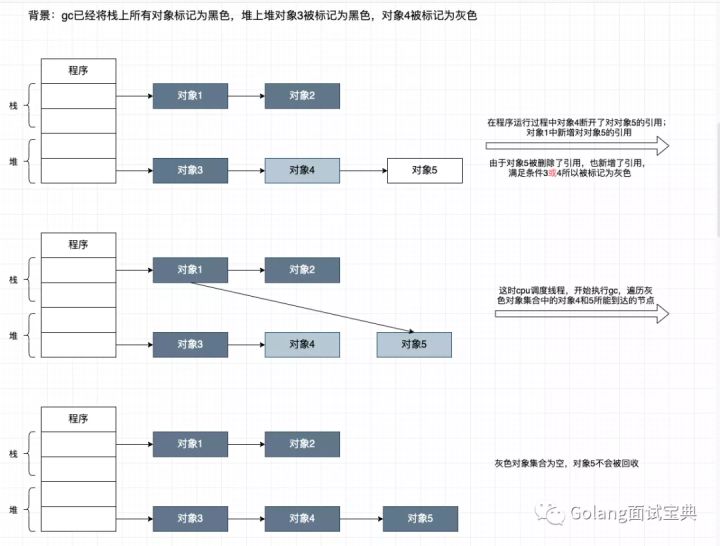 背景：gc已经将栈上所有对象标记为黑色，堆上堆对象3被标记为黑色，对象4被标记为灰色
程序
栈
对象1
对象2
堆
对象3
对象4
对象5
在程序运行过程中对象4断开了对对象5的引用；
对象1中新增对对象5的引用
由于对象5被删除了引用，也新增了引用，
满足条件3或4所以被标记为灰色
程序
栈
对象1
对象2
堆
对象3
对象4
对象5
这时cpu调度线程，开始执行gc，遍历灰
色对象集合中的对象4和5所能到达的节点
程序
栈
对象1
对象2
堆
对象3
对象4
对象5
灰色对象集合为空，对象5不会被回收
Golang面试宝典